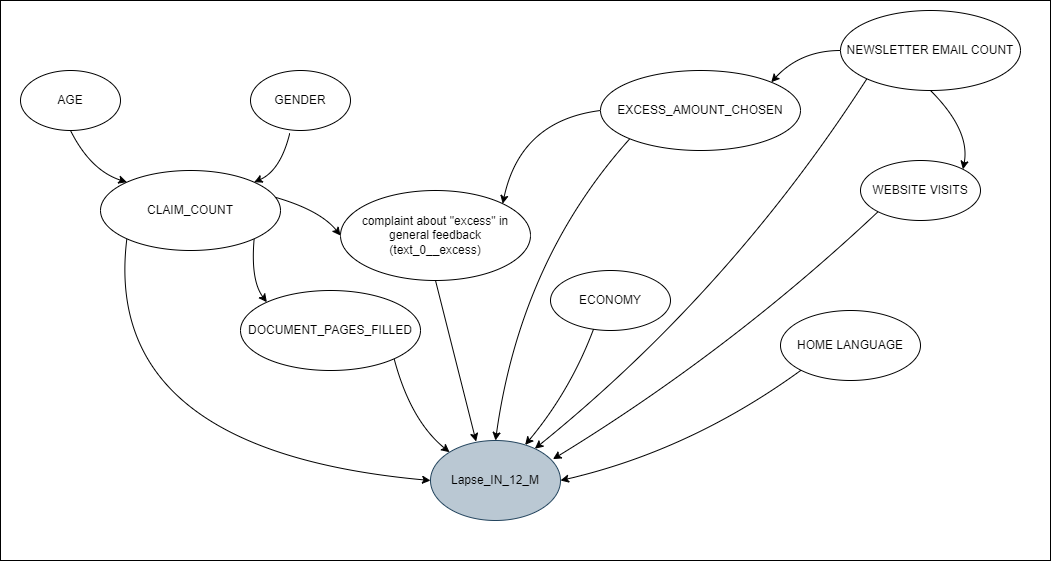 NEWSLETTER EMAIL COUNT
AGE
GENDER
EXCESS_AMOUNT_CHOSEN
CLAIM_COUNT
WEBSITE VISITS
complaint about "excess" in
general feedback
(text_0__excess)
ECONOMY
DOCUMENT_PAGES_FILLED
HOME LANGUAGE
Lapse_IN_12_M